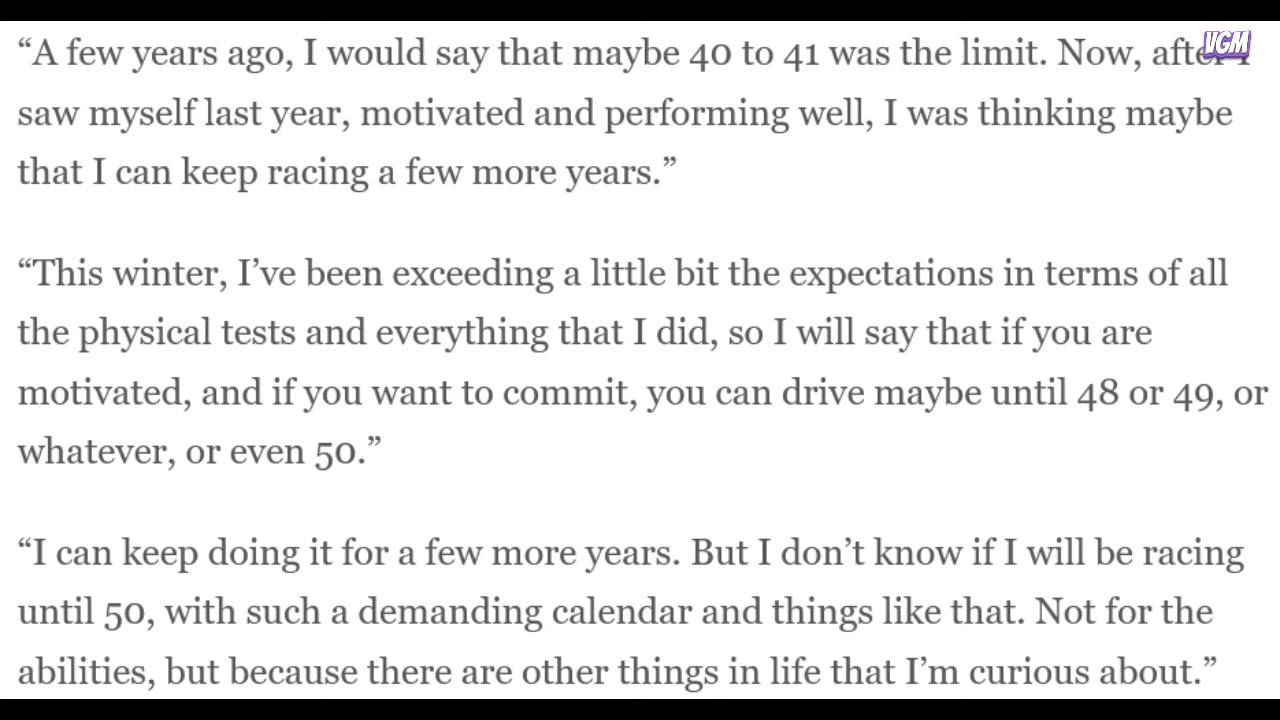 “A few years ago, I would say that maybe 40 to 41 was the limit. Now, after I
saw myself last year, motivated and performing well, I was thinking maybe
that I can keep racing a few more years.”
“This winter, I’ve been exceeding a little bit the expectations in terms of all
the physical tests and everything that I did, so I will say that if you are
motivated, and if you want to commit, you can drive maybe until 48 or 49, or
whatever, or even 50.”
“I can keep doing it for a few more years. But I don’t know if I will be racing
until 50, with such a demanding calendar and things like that. Not for the
abilities, but because there are other things in life that I’m curious about.”
VGM